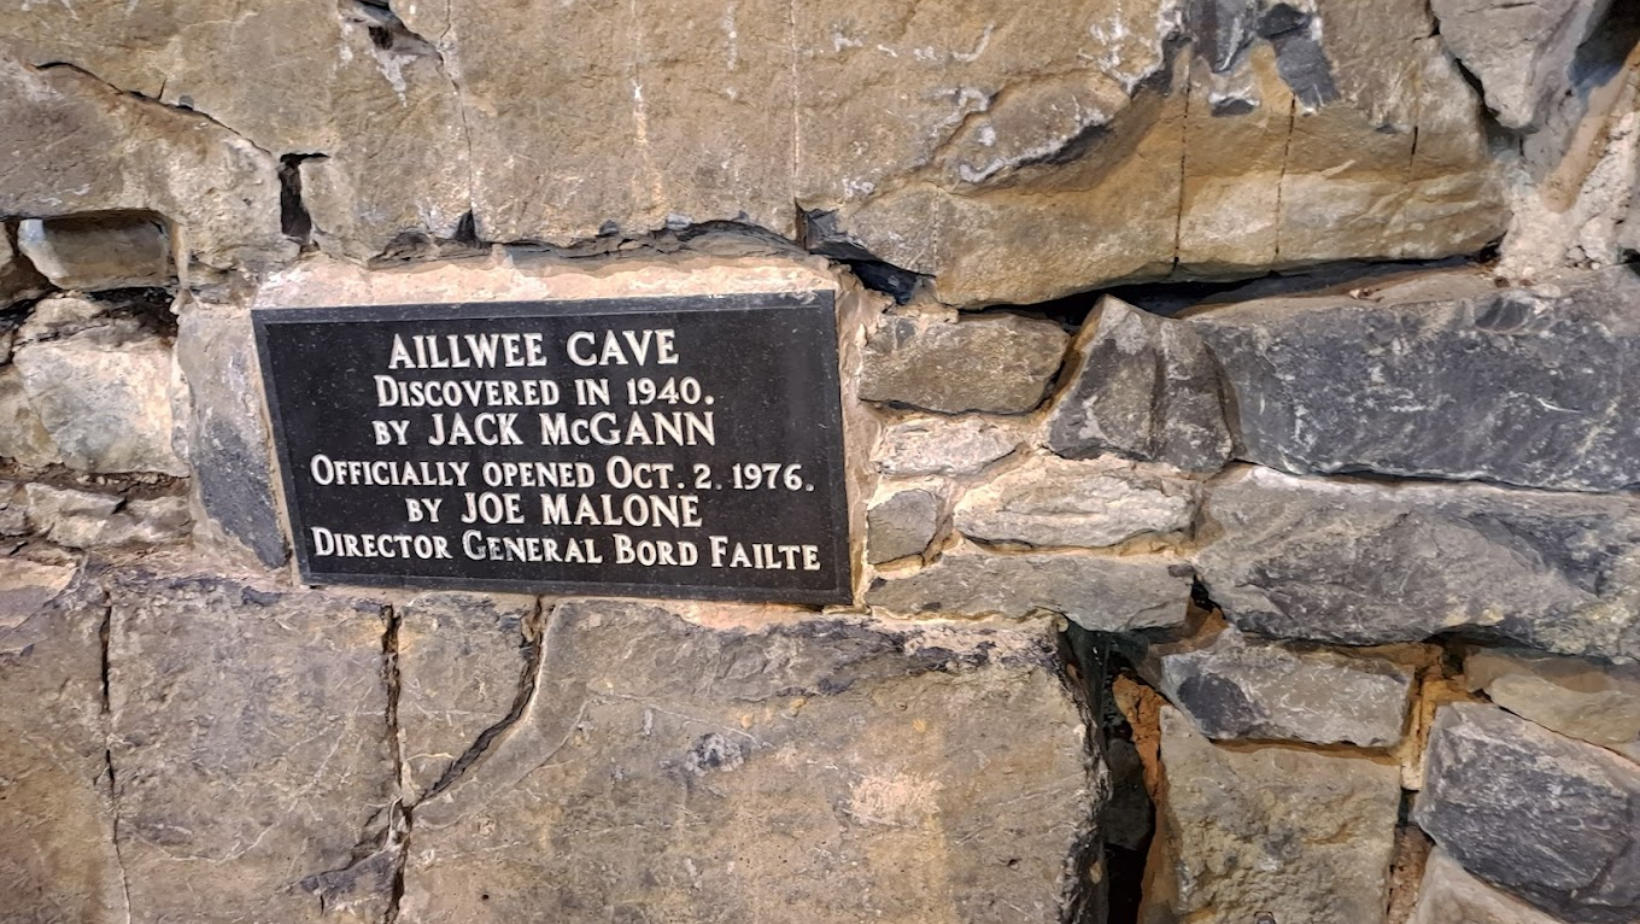 AILLWEE CAVE
DISCOVERED IN 1940.
BY JACK McGANN
OFFICIALLY OPENED OCT. 2. 1976.
BY JOE MALONE
DIRECTOR GENERAL BORD FAILTE